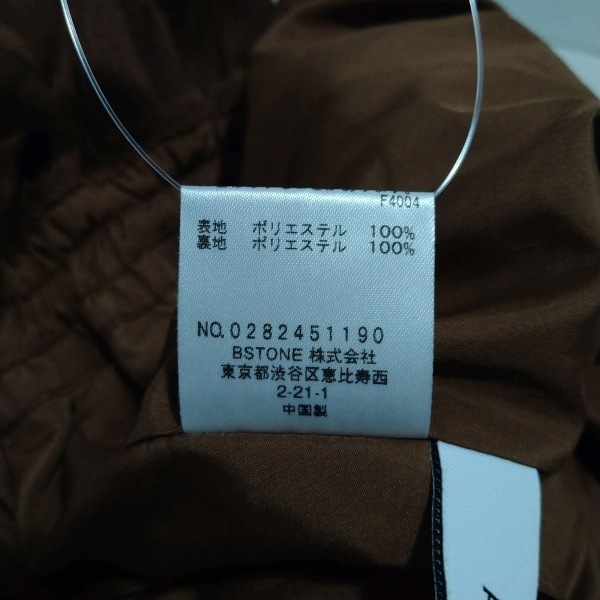 F4004
表地 ポリエステル 100%
裏地 ポリエステル 100%
NO.0282451190
BSTONE 株式会社
東京都渋谷区恵比寿西
2-21-1
中国製